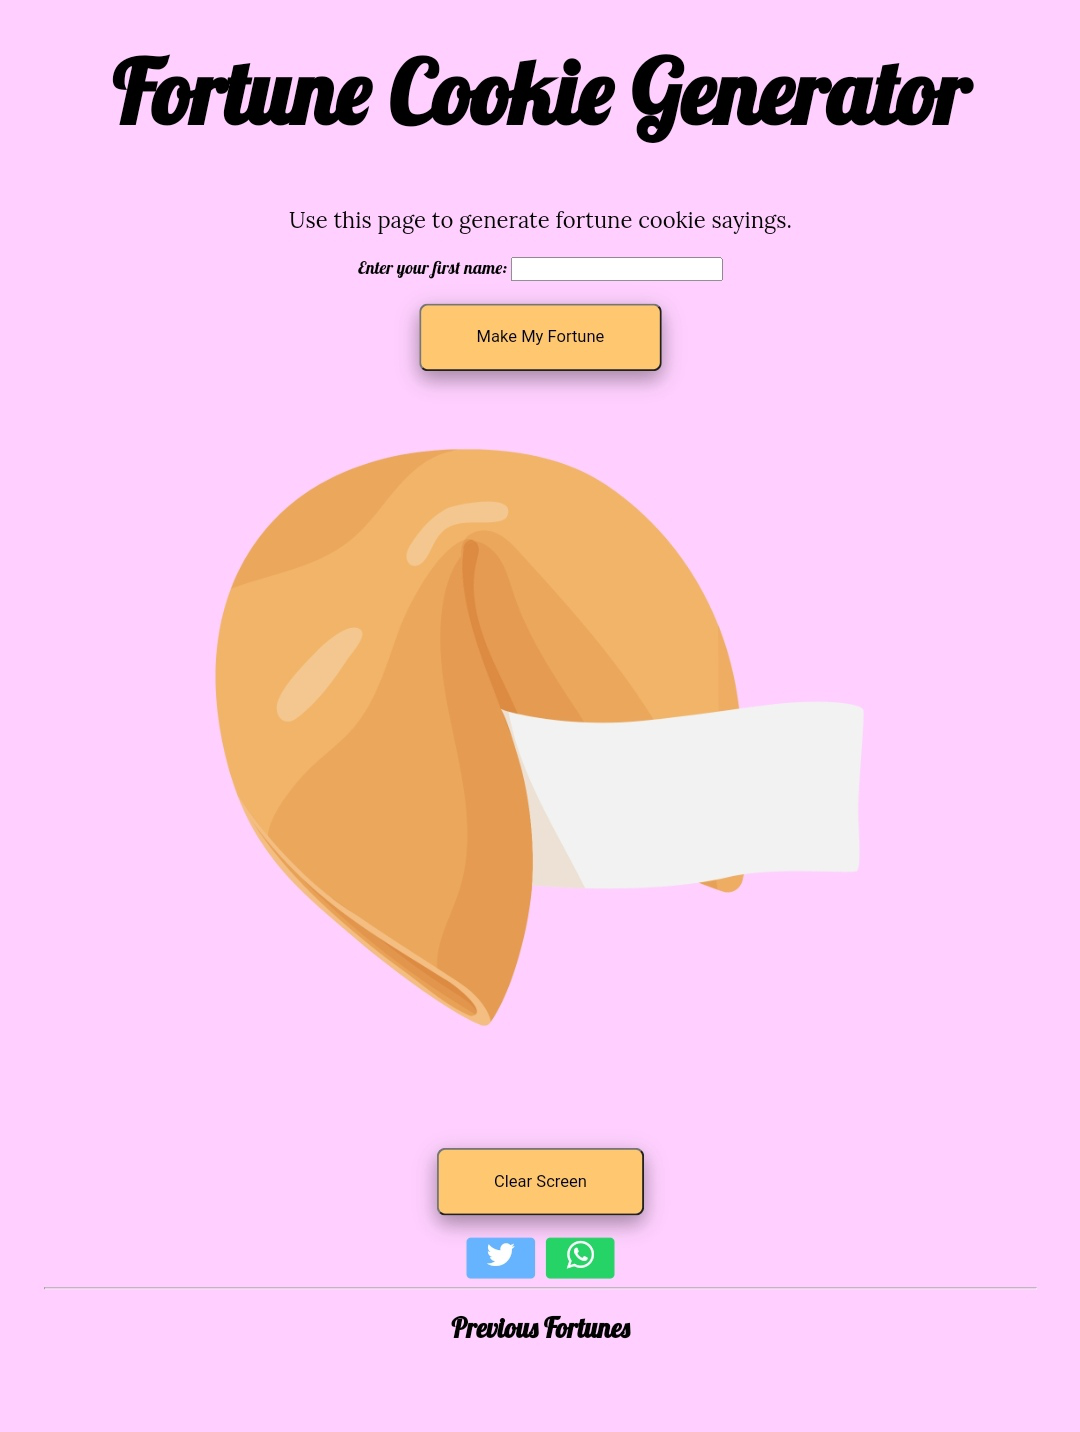 Fortune Cookie Generator
Use this page to generate fortune cookie sayings.
Enter your first name:
Make My Fortune
Clear Screen
Previous Fortunes